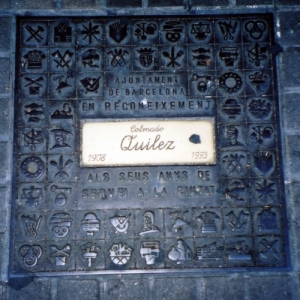 AJUNTAMENT
DE BARCELONA
EN RECONEIXEMENT
Colmado
Quilez
1908 1993
ALS SEUS ANYS DE
SERVEI A LA CIUTAT